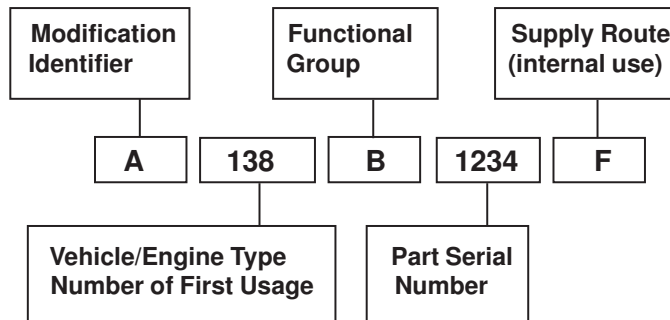 Modification
Identifier
Functional
Group
Supply Route
(internal use)
A
138
B
1234
F
Vehicle/Engine Type
Number of First Usage
Part Serial
Number